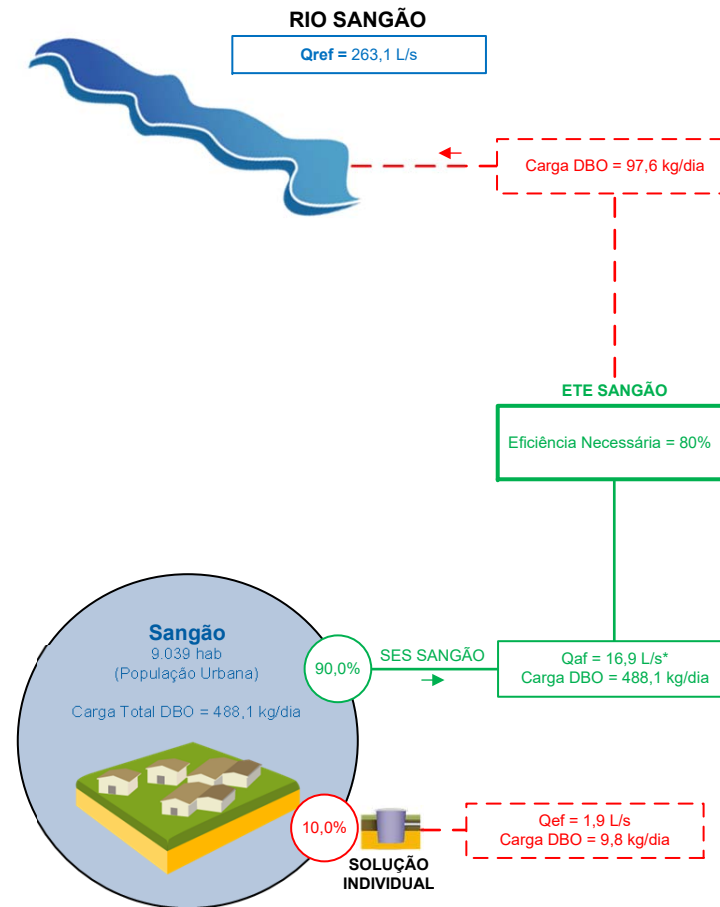 RIO SANGÃO
Qref = 263,1 L/s
Carga DBO = 97,6 kg/dia
ETE SANGÃO
Eficiência Necessária = 80%
Sangão
9.039 hab
(População Urbana)
Carga Total DBO = 488,1 kg/dia
90,0%
SES SANGÃO
Qaf = 16,9 L/s*
Carga DBO = 488,1 kg/dia
10,0%
SOLUÇÃO
INDIVIDUAL
Qef = 1,9 L/s
Carga DBO = 9,8 kg/dia